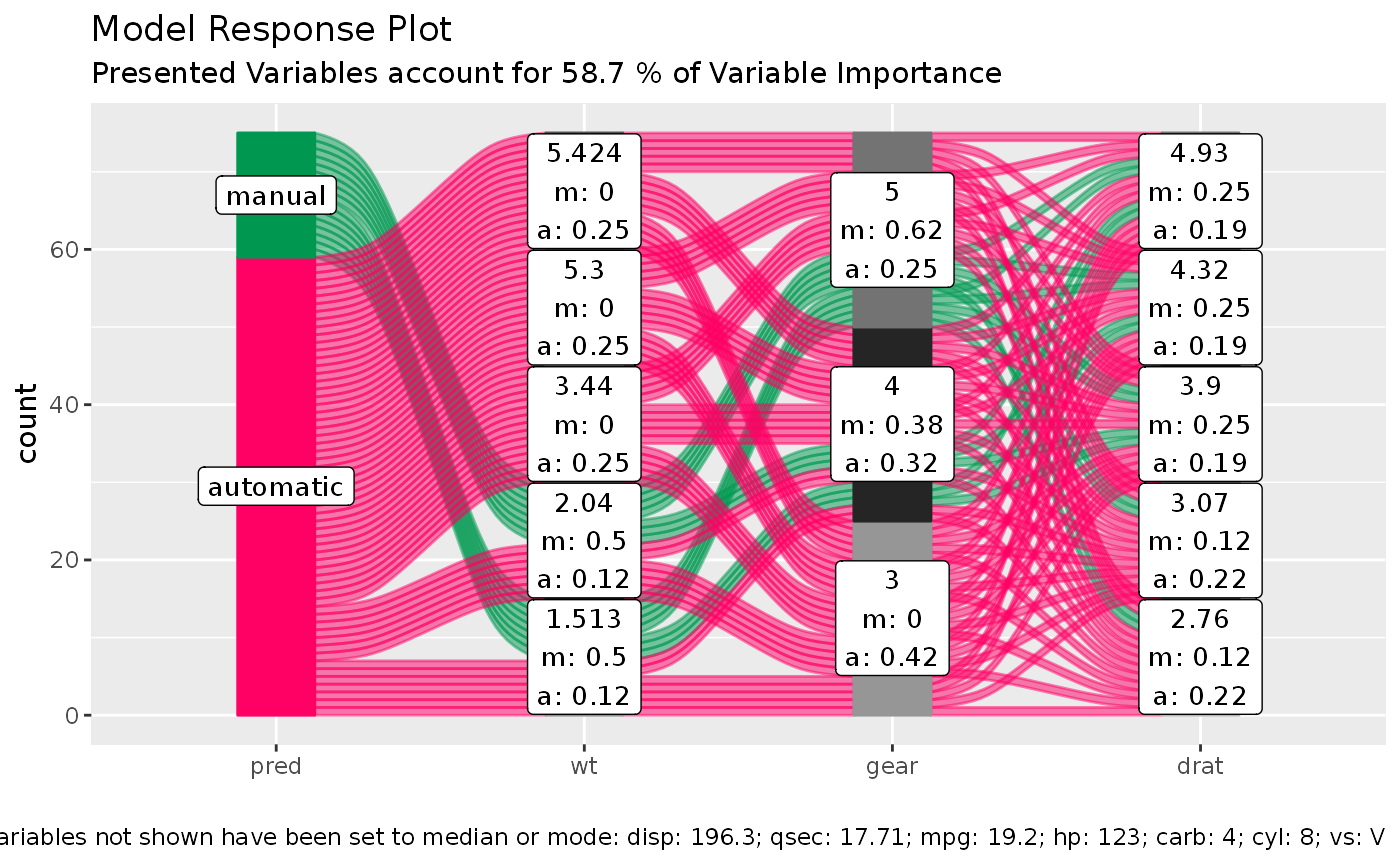 Model Response Plot
Presented Variables account for 58.7 % of Variable Importance
count
60
40
20
0
manual
automatic
5.424
m: 0
a: 0.25
5.3
m: 0
a: 0.25
3.44
m: 0
a: 0.25
2.04
m: 0.5
a: 0.12
1.513
m: 0.5
a: 0.12
5
m: 0.62
a: 0.25
4
m: 0.38
a: 0.32
3
m: 0
a: 0.42
4.93
m: 0.25
a: 0.19
4.32
m: 0.25
a: 0.19
3.9
m: 0.25
a: 0.19
3.07
m: 0.12
a: 0.22
2.76
m: 0.12
a: 0.22
pred
wt
gear
drat
ariables not shown have been set to median or mode: disp: 196.3; qsec: 17.71; mpg: 19.2; hp: 123; carb: 4; cyl: 8; vs: V